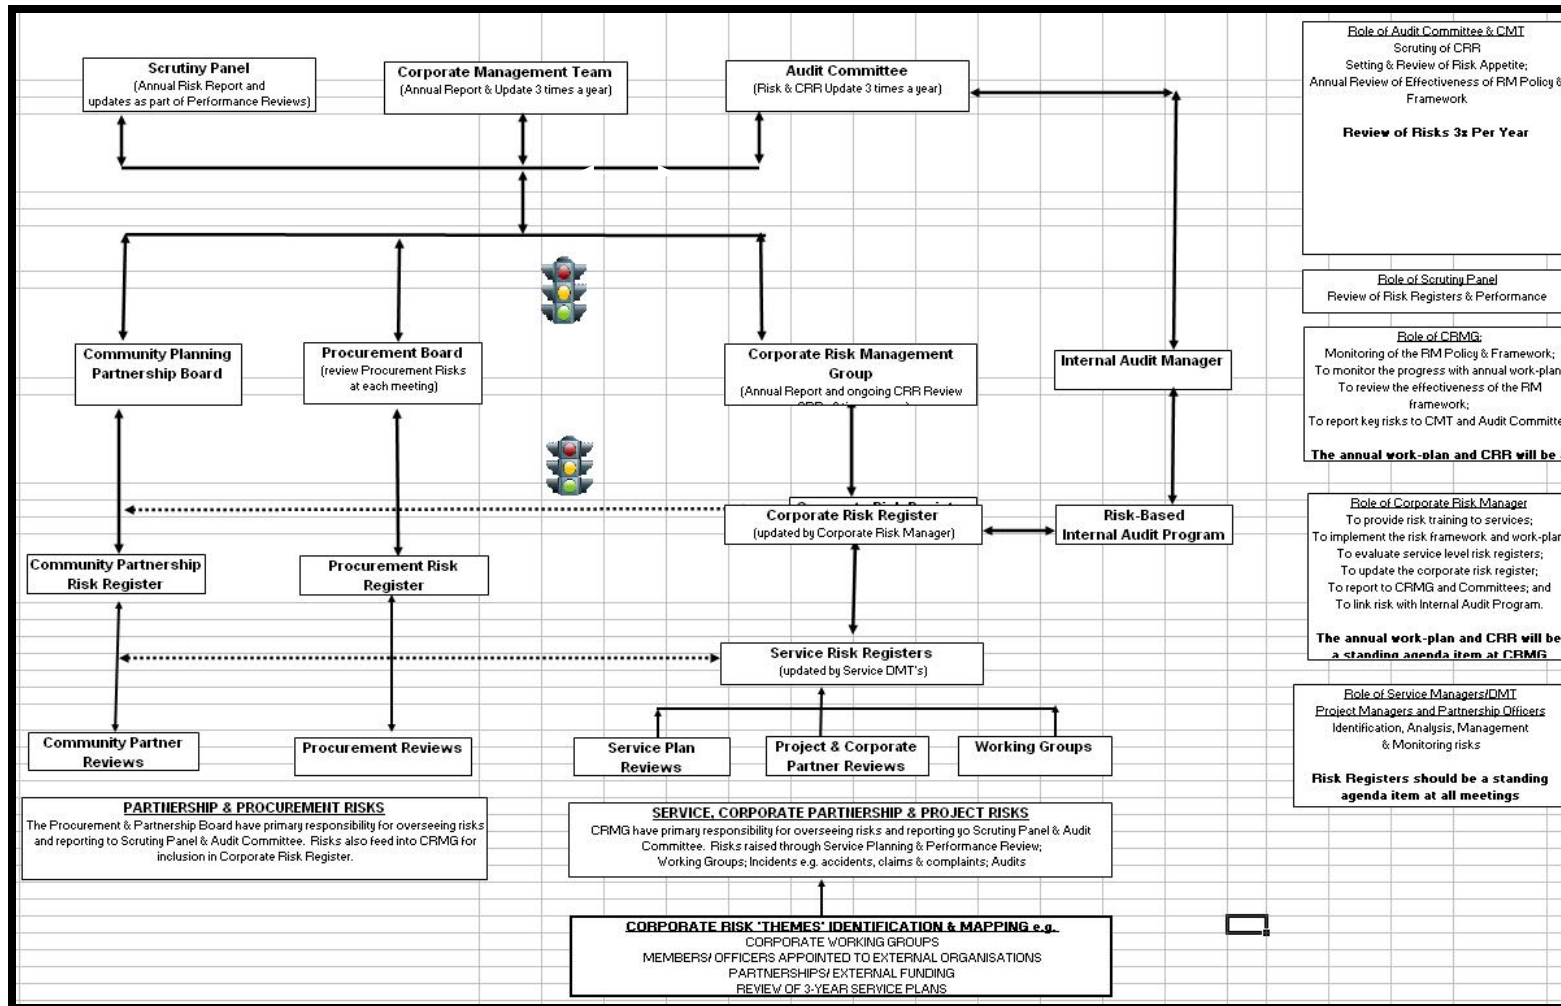 Scrutiny Panel
(Annual Risk Report and
updates as part of Performance Reviews)
Corporate Management Team
(Annual Report & Update 3 times a year)
Audit Committee
(Risk & CRR Update 3 times a year)
Community Planning
Partnership Board
Procurement Board
(review Procurement Risks
at each meeting)
Corporate Risk Management
Group
(Annual Report and ongoing CRR Review
Internal Audit Manager
Corporate Risk Register
(updated by Corporate Risk Manager)
Risk-Based
Internal Audit Program
Community Partnership
Risk Register
Procurement Risk
Register
Service Risk Registers
(updated by Service DMT's)
Community Partner
Reviews
Procurement Reviews
Service Plan
Reviews
Project & Corporate
Partner Reviews
Working Groups
PARTNERSHIP & PROCUREMENT RISKS
The Procurement & Partnership Board have primary responsibility for overseeing risks
and reporting to Scrutiny Panel & Audit Committee. Risks also feed into CRMG for
inclusion in Corporate Risk Register.
SERVICE, CORPORATE PARTNERSHIP & PROJECT RISKS
CRMG have primary responsibility for overseeing risks and reporting yo Scrutiny Panel & Audit
Committee. Risks raised through Service Planning & Performance Review;
Working Groups; Incidents e.g. accidents, claims & complaints; Audits
CORPORATE RISK 'THEMES' IDENTIFICATION & MAPPING e.g.
CORPORATE WORKING GROUPS
MEMBERS/ OFFICERS APPOINTED TO EXTERNAL ORGANISATIONS
PARTNERSHIPS/ EXTERNAL FUNDING
REVIEW OF 3-YEAR SERVICE PLANS
Role of Audit Committee & CMT
Scrutiny of CRR
Setting & Review of Risk Appetite;
Annual Review of Effectiveness of RM Policy &
Framework
Review of Risks 3x Per Year
Role of Scrutiny Panel
Review of Risk Registers & Performance
Role of CRMG:
Monitoring of the RM Policy & Framework;
To monitor the progress with annual work-plan
To review the effectiveness of the RM
framework;
To report key risks to CMT and Audit Committe
The annual work-plan and CRR will be
Role of Corporate Risk Manager
To provide risk training to services;
To implement the risk framework and work-plan
To evaluate service level risk registers;
To update the corporate risk register;
To report to CRMG and Committees; and
To link risk with Internal Audit Program.
The annual work-plan and CRR will be
a standing agenda item at CRMG
Role of Service Managers/DMT
Project Managers and Partnership Officers
Identification, Analysis, Management
& Monitoring risks
Risk Registers should be a standing
agenda item at all meetings